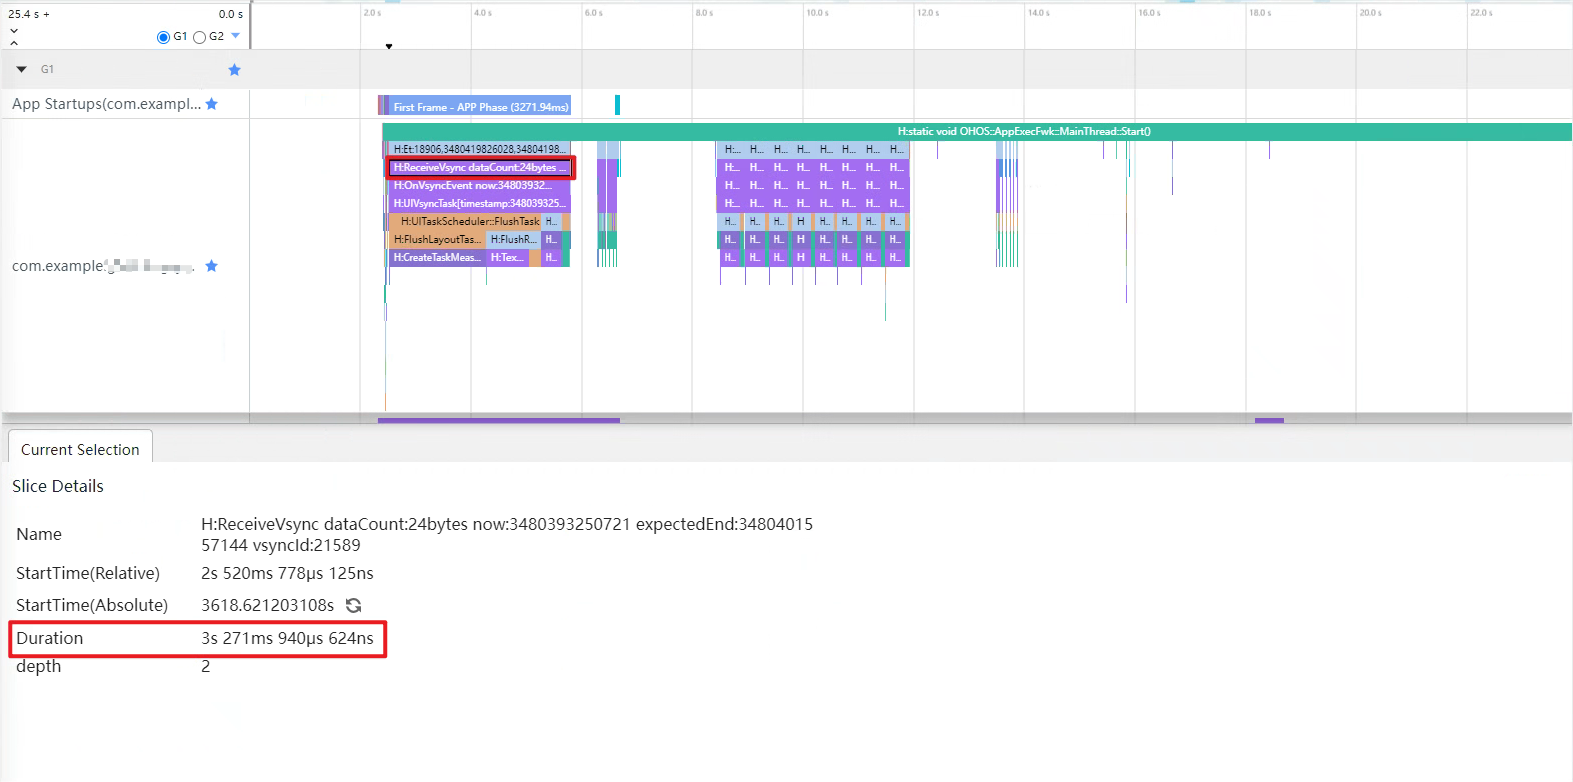 25.4 s +
0.0 s
2.0 s 4.0 s 6.0 s 8.0 s 10.0 s 12.0 s 14.0 s 16.0 s 18.0 s 20.0 s 22.0 s
G1 G2
G1
App Startups(com.exampl...
First Frame - APP Phase (3271.94ms)
H:static void OHOS::AppExecFwk::MainThread::Start()
H:Et:18906,3480419826028,34804198...
H:... H... H... H... H... H... H... H...
H:ReceiveVsync dataCount:24bytes ...
H:.. H... H... H... H... H... H... H...
H:OnVsyncEvent now:34803932...
H:.. H... H... H... H... H... H... H...
H:UIVsyncTask[timestamp:348039325...
H:.. H... H... H... H... H... H... H...
H:UITaskScheduler::FlushTask H...
H.. H.. H.. H H.. H.. H.. H..
H:FlushLayoutTas... H:FlushR... H...
H.. H.. H.. H H.. H.. H.. H..
H:CreateTaskMeas... H:Tex... H...
H.. H.. H.. H H.. H.. H.. H..
com.example.
Current Selection
Slice Details
Name
H:ReceiveVsync dataCount:24bytes now:3480393250721 expectedEnd:34804015
57144 vsyncId:21589
StartTime(Relative) 2s 520ms 778μs 125ns
StartTime(Absolute) 3618.621203108s
Duration 3s 271ms 940μs 624ns
depth 2